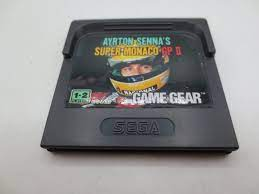 AYRTON SENNA'S
SUPER MONACO GP II
1-2
GAME GEAR
SEGA